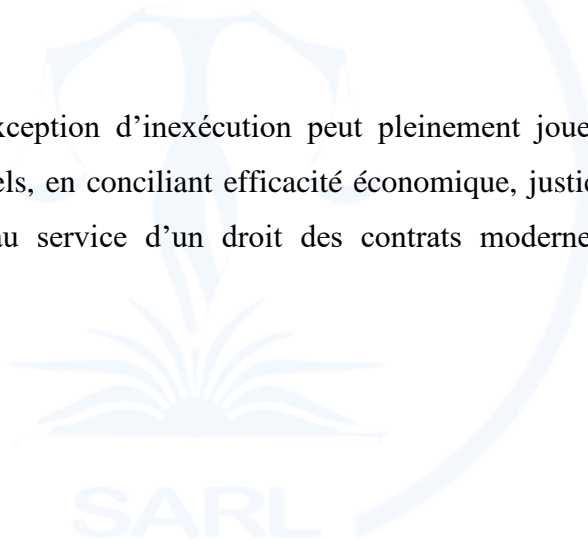 xception d’inexécution peut pleinement joue
els, en conciliant efficacité économique, justic
au service d’un droit des contrats moderne
SARL